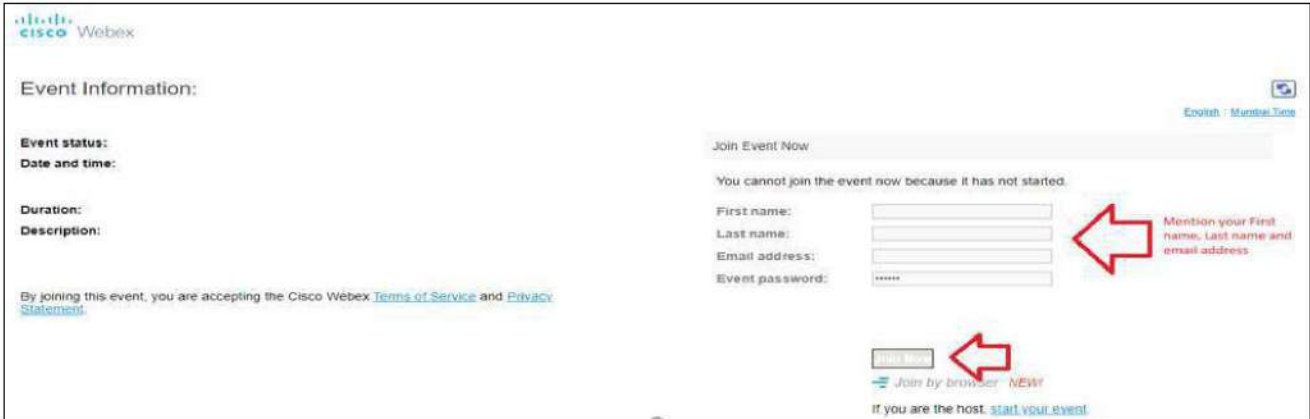 cisco Webex
Event Information:
English : Mumbai Time
Event status:
Date and time:
Duration:
Description:
By joining this event, you are accepting the Cisco Webex Terms of Service and Privacy
Statement.
Join Event Now
You cannot join the event now because it has not started.
First name:
Last name:
Email address:
Event password:
Mention your First
name, Last name and
email address
Join Now
Join by browser NEW!
If you are the host, start your event